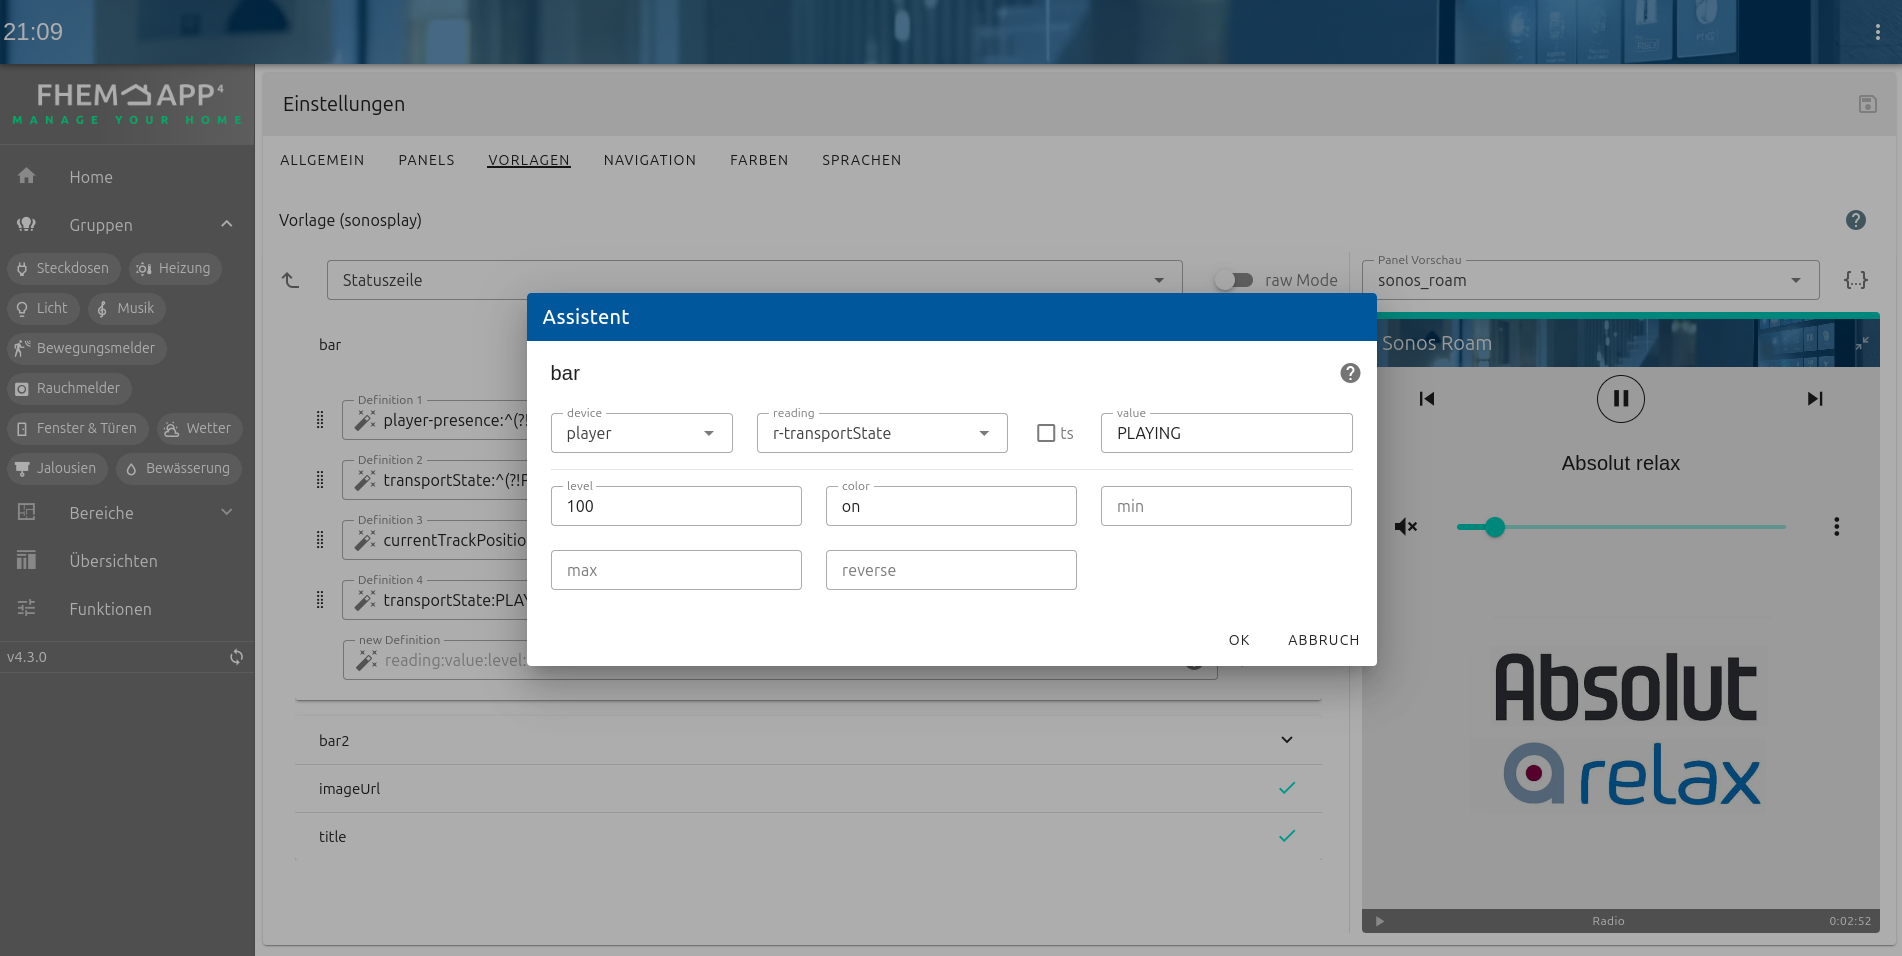 21:09
FHEM APP⁴
MANAGE YOUR HOME
Home
Gruppen
Steckdosen
Heizung
Licht
Musik
Bewegungsmelder
Rauchmelder
Fenster & Türen
Wetter
Jalousien
Bewässerung
Bereiche
Übersichten
Funktionen
v4.3.0
Einstellungen
ALLGEMEIN PANELS VORLAGEN NAVIGATION FARBEN SPRACHEN
Vorlage (sonosplay)
Statuszeile
raw Mode
bar
Definition 1
player-presence:^(?!
Definition 2
transportState:^(?!
Definition 3
currentTrackPositio
Definition 4
transportState:PLAY
new Definition
reading:value:level:
bar2
imageUrl
title
Assistent
bar
device
player
reading
r-transportState
ts
value
PLAYING
level
100
color
on
min
max
reverse
OK ABBRUCH
Panel Vorschau
sonos_roam
{...}
Sonos Roam
Absolut relax
Absolut
relax
Radio
0:02:52